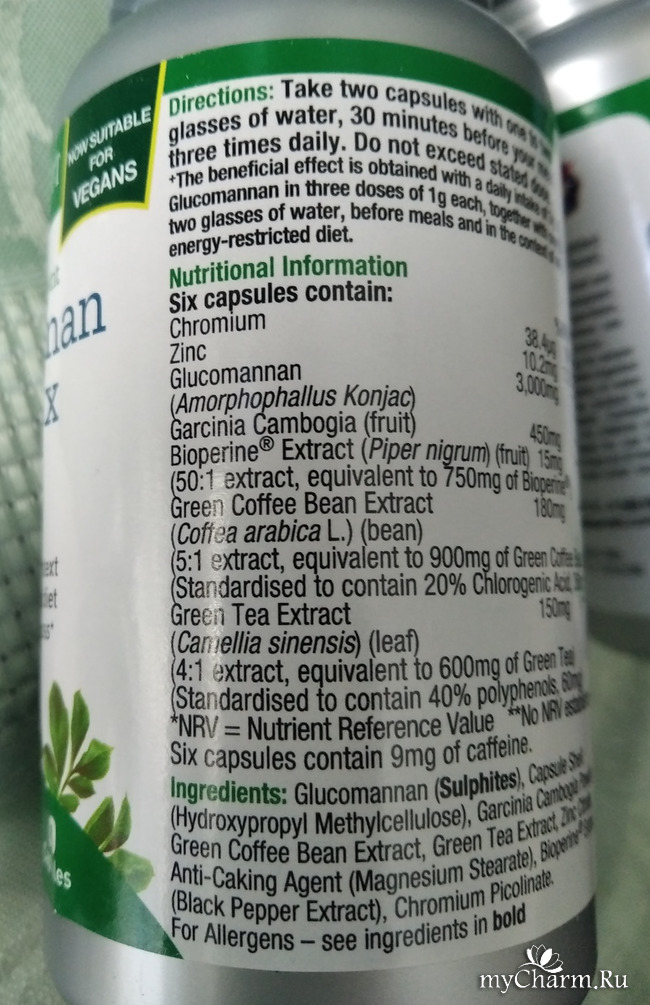 NOW SUITABLE
FOR
VEGANS
Directions: Take two capsules with one
glasses of water, 30 minutes before your
three times daily. Do not exceed stated
+The beneficial effect is obtained with a daily intake of
Glucomannan in three doses of 1g each, together with
two glasses of water, before meals and in the context of
energy-restricted diet.
Nutritional Information
Six capsules contain:
Chromium 38.4µg
Zinc 10.2mg
Glucomannan 3,000mg
(Amorphophallus Konjac)
Garcinia Cambogia (fruit) 450mg
Bioperine® Extract (Piper nigrum) (fruit) 15mg
(50:1 extract, equivalent to 750mg of Bioperine®
Green Coffee Bean Extract 180mg
(Coffea arabica L.) (bean)
(5:1 extract, equivalent to 900mg of Green Coffee
(Standardised to contain 20% Chlorogenic Acid,
Green Tea Extract 150mg
(Camellia sinensis) (leaf)
(4:1 extract, equivalent to 600mg of Green Tea)
(Standardised to contain 40% polyphenols, 60mg
*NRV = Nutrient Reference Value **No NRV
Six capsules contain 9mg of caffeine.
Ingredients: Glucomannan (Sulphites), Capsule Shell
(Hydroxypropyl Methylcellulose), Garcinia Cambogia
Green Coffee Bean Extract, Green Tea Extract, Zinc
Anti-Caking Agent (Magnesium Stearate), Bioperine®
(Black Pepper Extract), Chromium Picolinate.
For Allergens – see ingredients in bold
myCharm.Ru